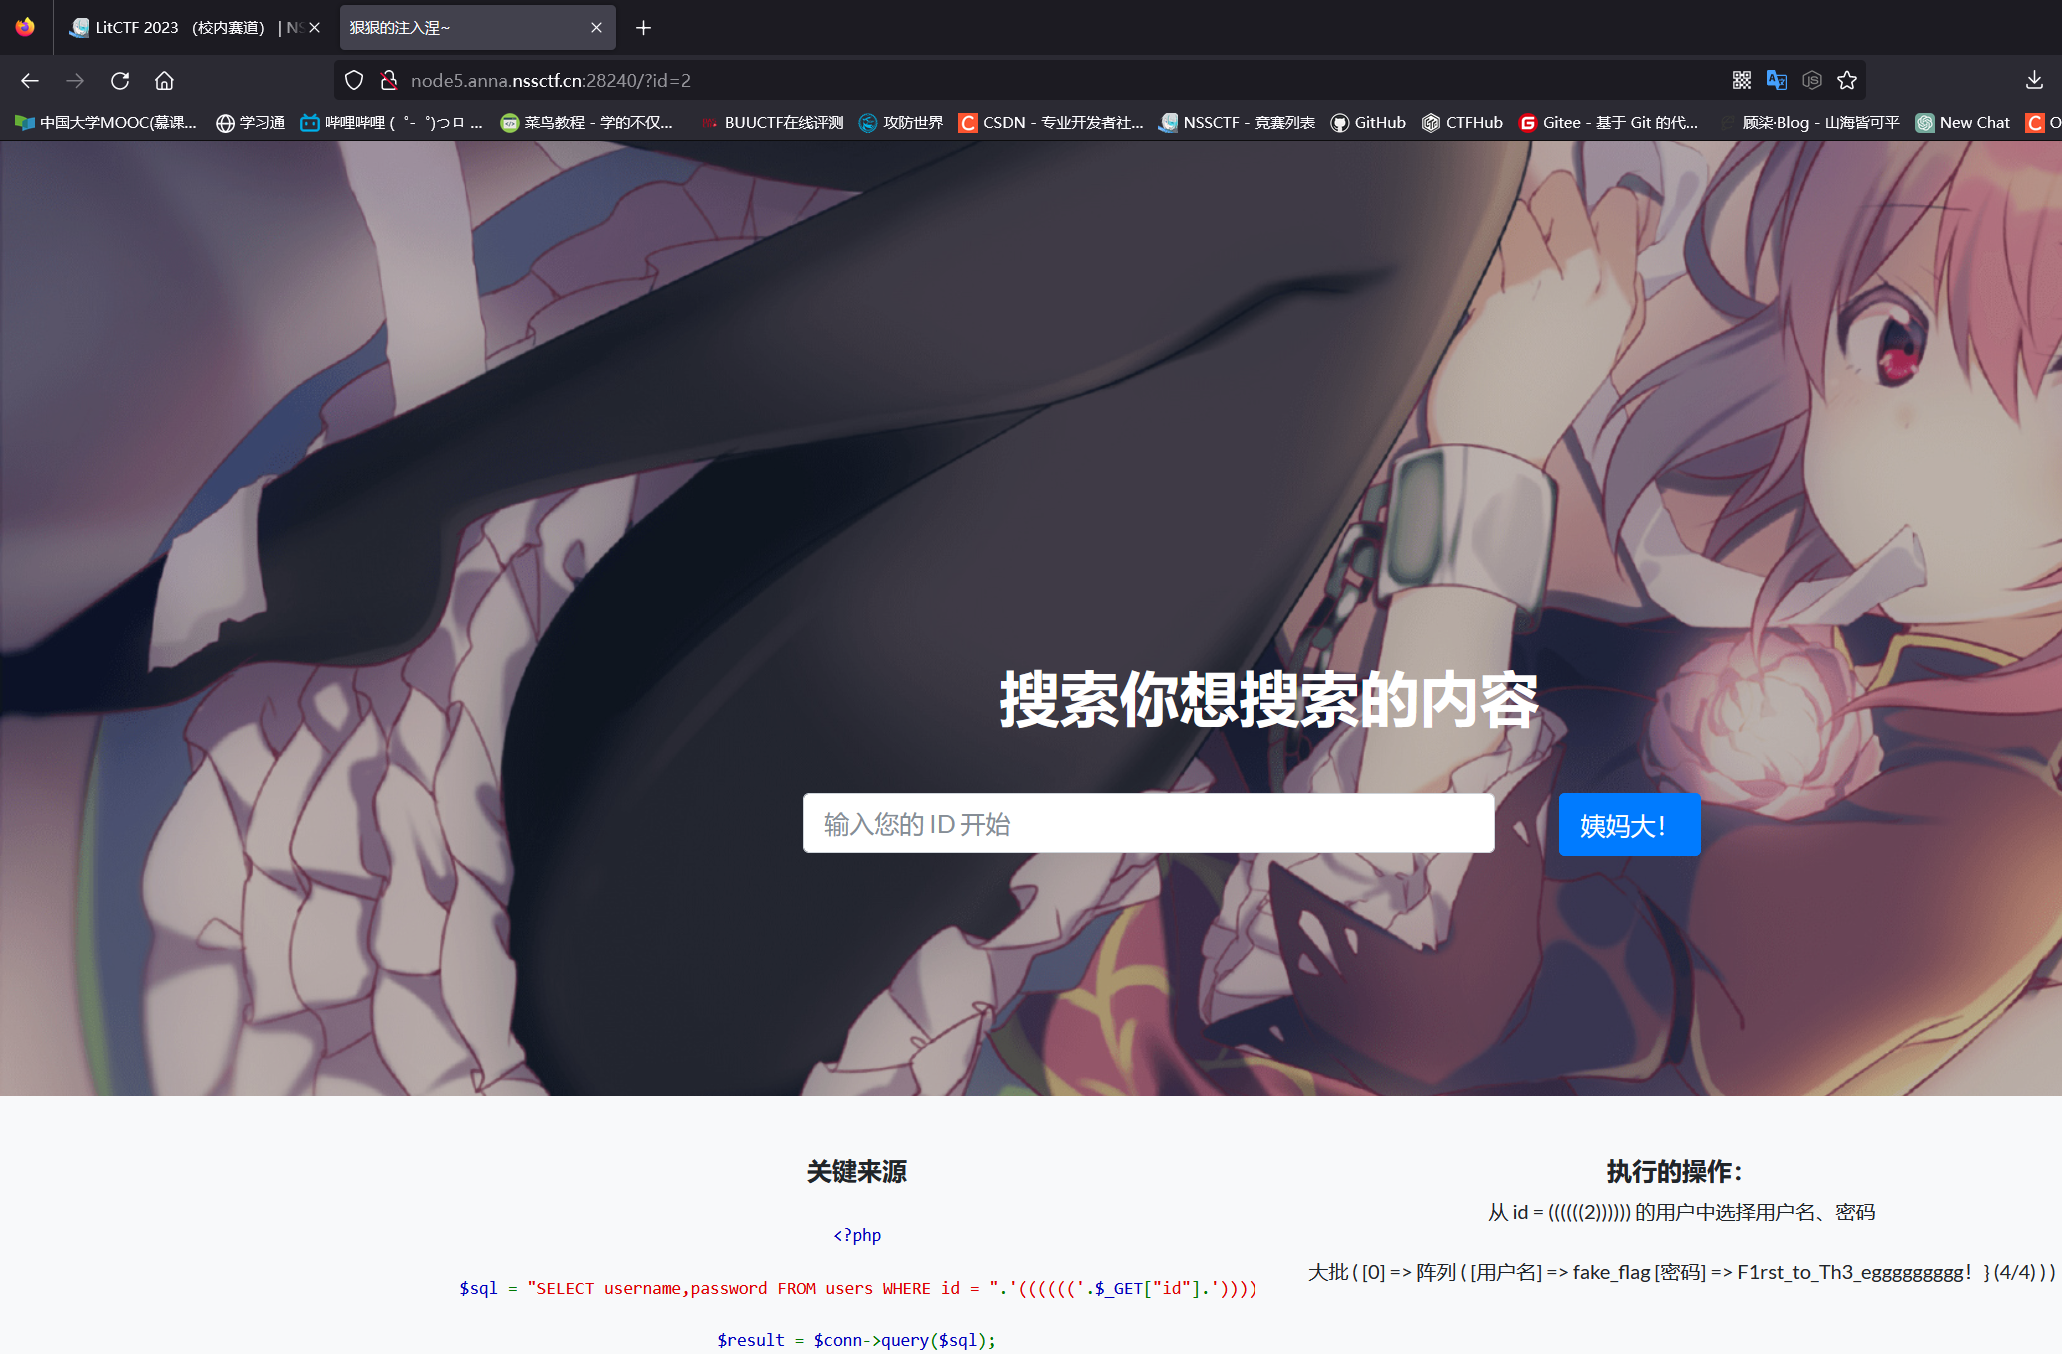 LitCTF 2023 （校内赛道）｜NS
狠狠的注入涅~
node5.anna.nssctf.cn:28240/?id=2
中国大学MOOC(慕课... 学习通 哔哩哔哩 ( ゜- ゜)つロ ... 菜鸟教程 - 学的不仅... BUUCTF在线评测 攻防世界 CSDN - 专业开发者社... NSSCTF - 竞赛列表 GitHub CTFHub Gitee - 基于 Git 的代... 顾柒·Blog - 山海皆可平 New Chat O
搜索你想搜索的内容
输入您的 ID 开始
姨妈大！
关键来源
<?php
$sql = "SELECT username,password FROM users WHERE id = ".'(((((('.$_GET["id"].'))))
$result = $conn->query($sql);
执行的操作：
从 id = ((((((2)))))) 的用户中选择用户名、密码
大批 ( [0] => 阵列 ( [用户名] => fake_flag [密码] => F1rst_to_Th3_eggggggggg！} (4/4) ) )